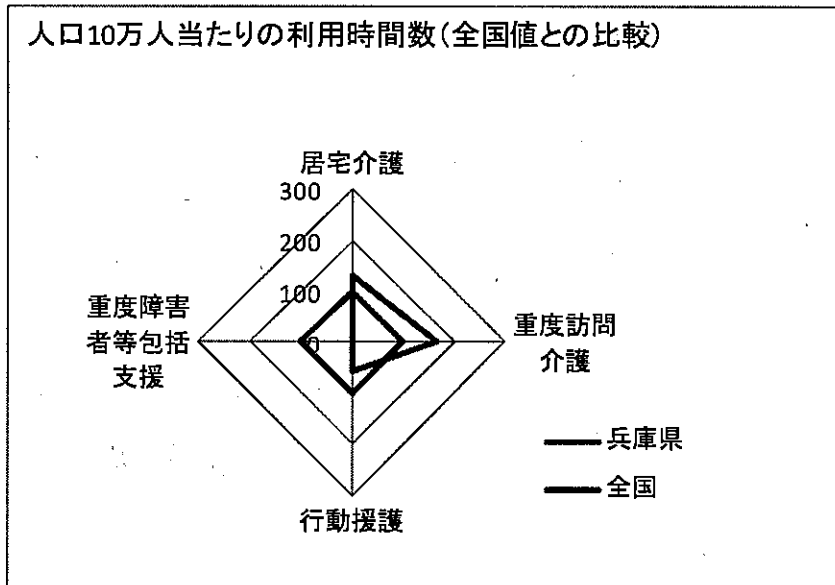 人口10万人当たりの利用時間数（全国値との比較）
居宅介護
300
200
100
0
重度障害
者等包括
支援
重度訪問
介護
行動援護
兵庫県
全国